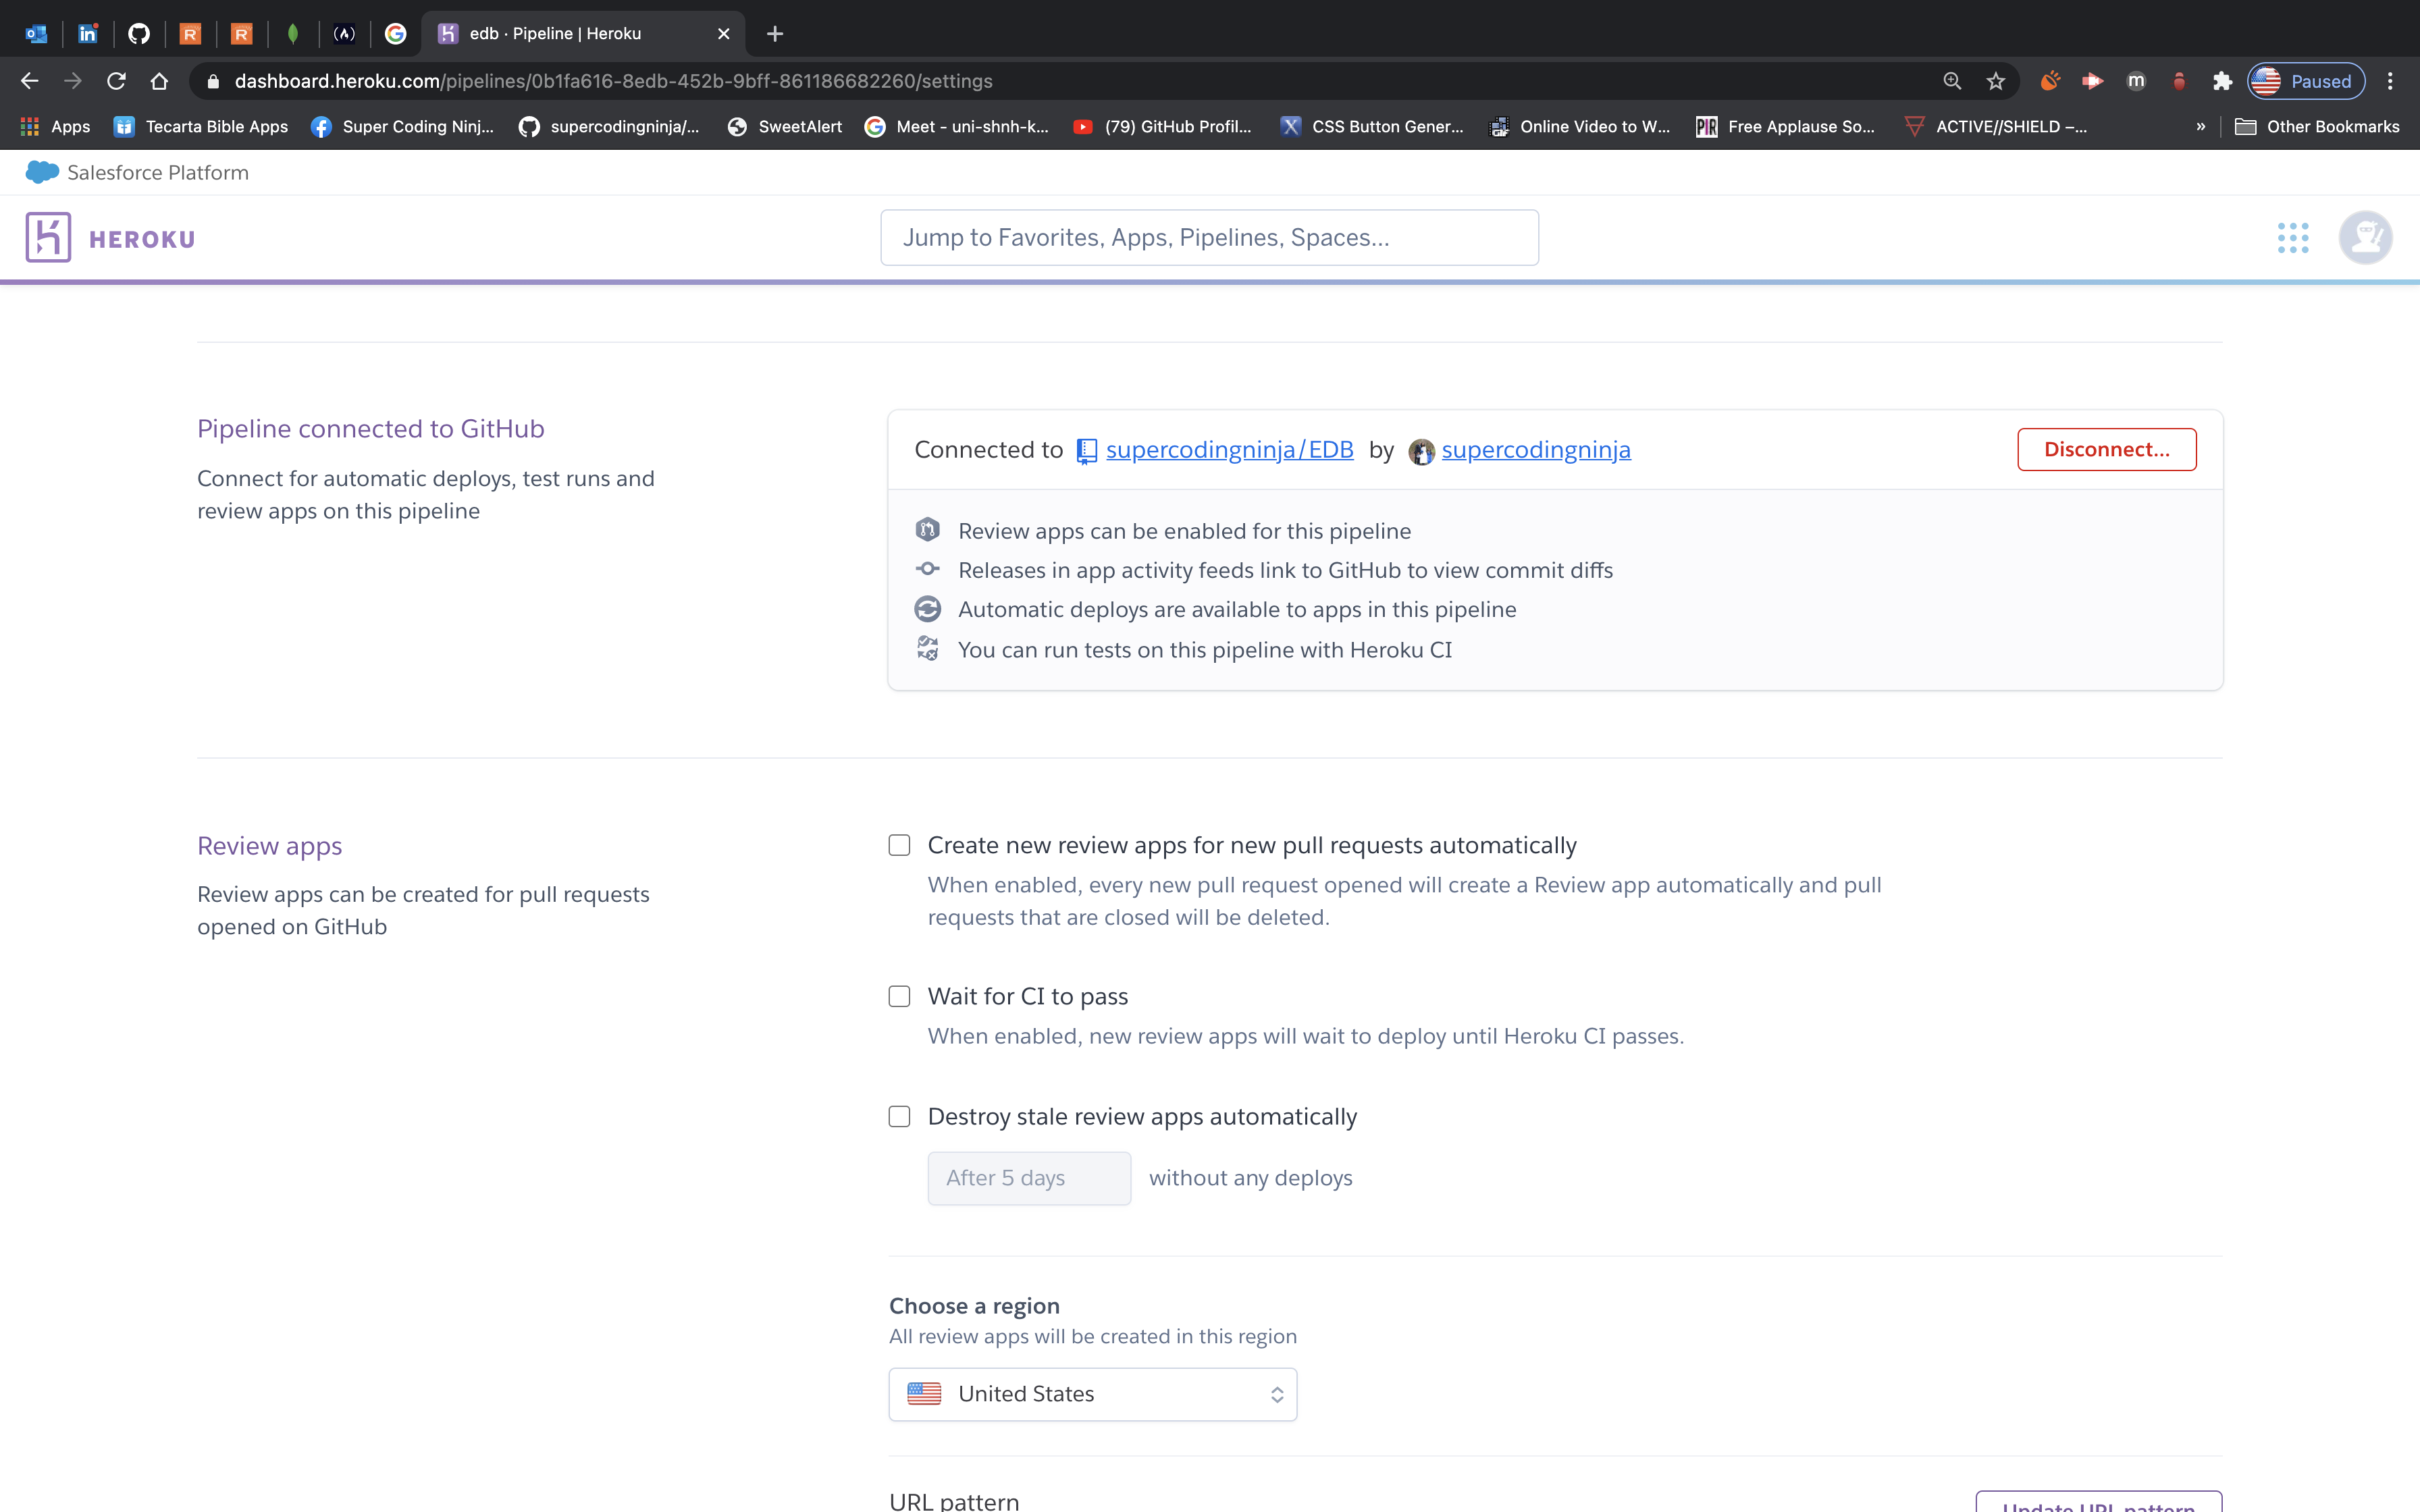 edb · Pipeline | Heroku
dashboard.heroku.com/pipelines/0b1fa616-8edb-452b-9bff-861186682260/settings
Paused
Apps
Tecarta Bible Apps
Super Coding Ninj...
supercodingninja/...
SweetAlert
Meet - uni-shnh-k...
(79) GitHub Profil...
CSS Button Gener...
Online Video to W...
Free Applause So...
ACTIVE//SHIELD –...
»
Other Bookmarks
Salesforce Platform
HEROKU
Jump to Favorites, Apps, Pipelines, Spaces...
Pipeline connected to GitHub
Connect for automatic deploys, test runs and
review apps on this pipeline
Connected to supercodingninja/EDB by supercodingninja
Disconnect...
Review apps can be enabled for this pipeline
Releases in app activity feeds link to GitHub to view commit diffs
Automatic deploys are available to apps in this pipeline
You can run tests on this pipeline with Heroku CI
Review apps
Review apps can be created for pull requests
opened on GitHub
Create new review apps for new pull requests automatically
When enabled, every new pull request opened will create a Review app automatically and pull
requests that are closed will be deleted.
Wait for CI to pass
When enabled, new review apps will wait to deploy until Heroku CI passes.
Destroy stale review apps automatically
After 5 days
without any deploys
Choose a region
All review apps will be created in this region
United States
URL pattern
Update URL pattern